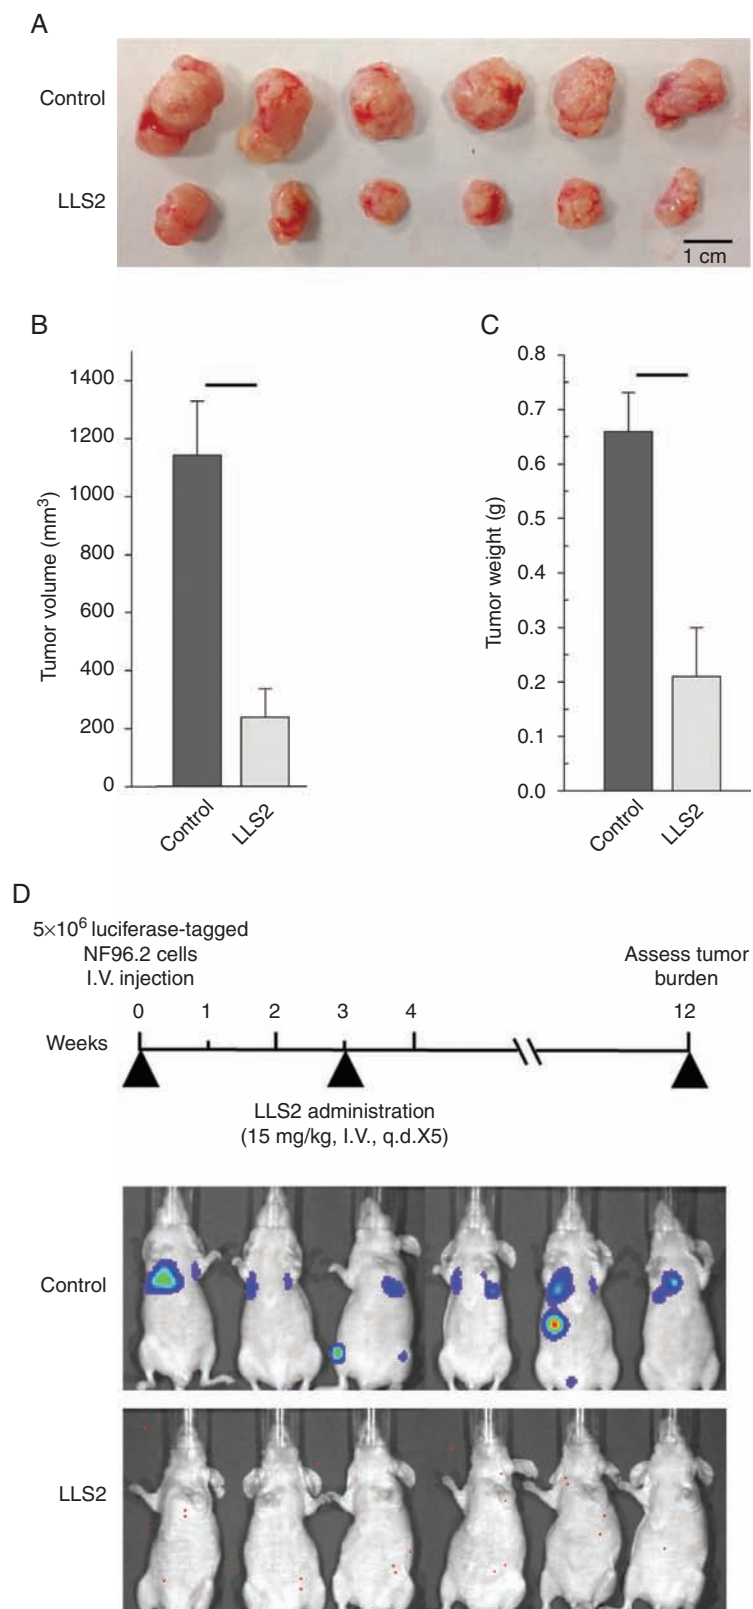 A
Control
LLS2
1 cm
B
Tumor volume (mm³)
1400
1200
1000
800
600
400
200
0
Control
LLS2
C
Tumor weight (g)
0.8
0.7
0.6
0.5
0.4
0.3
0.2
0.1
0.0
Control
LLS2
D
5×10⁶ luciferase-tagged
NF96.2 cells
I.V. injection
Assess tumor
burden
0 1 2 3 4 12
Weeks
LLS2 administration
(15 mg/kg, I.V., q.d.X5)
Control
LLS2